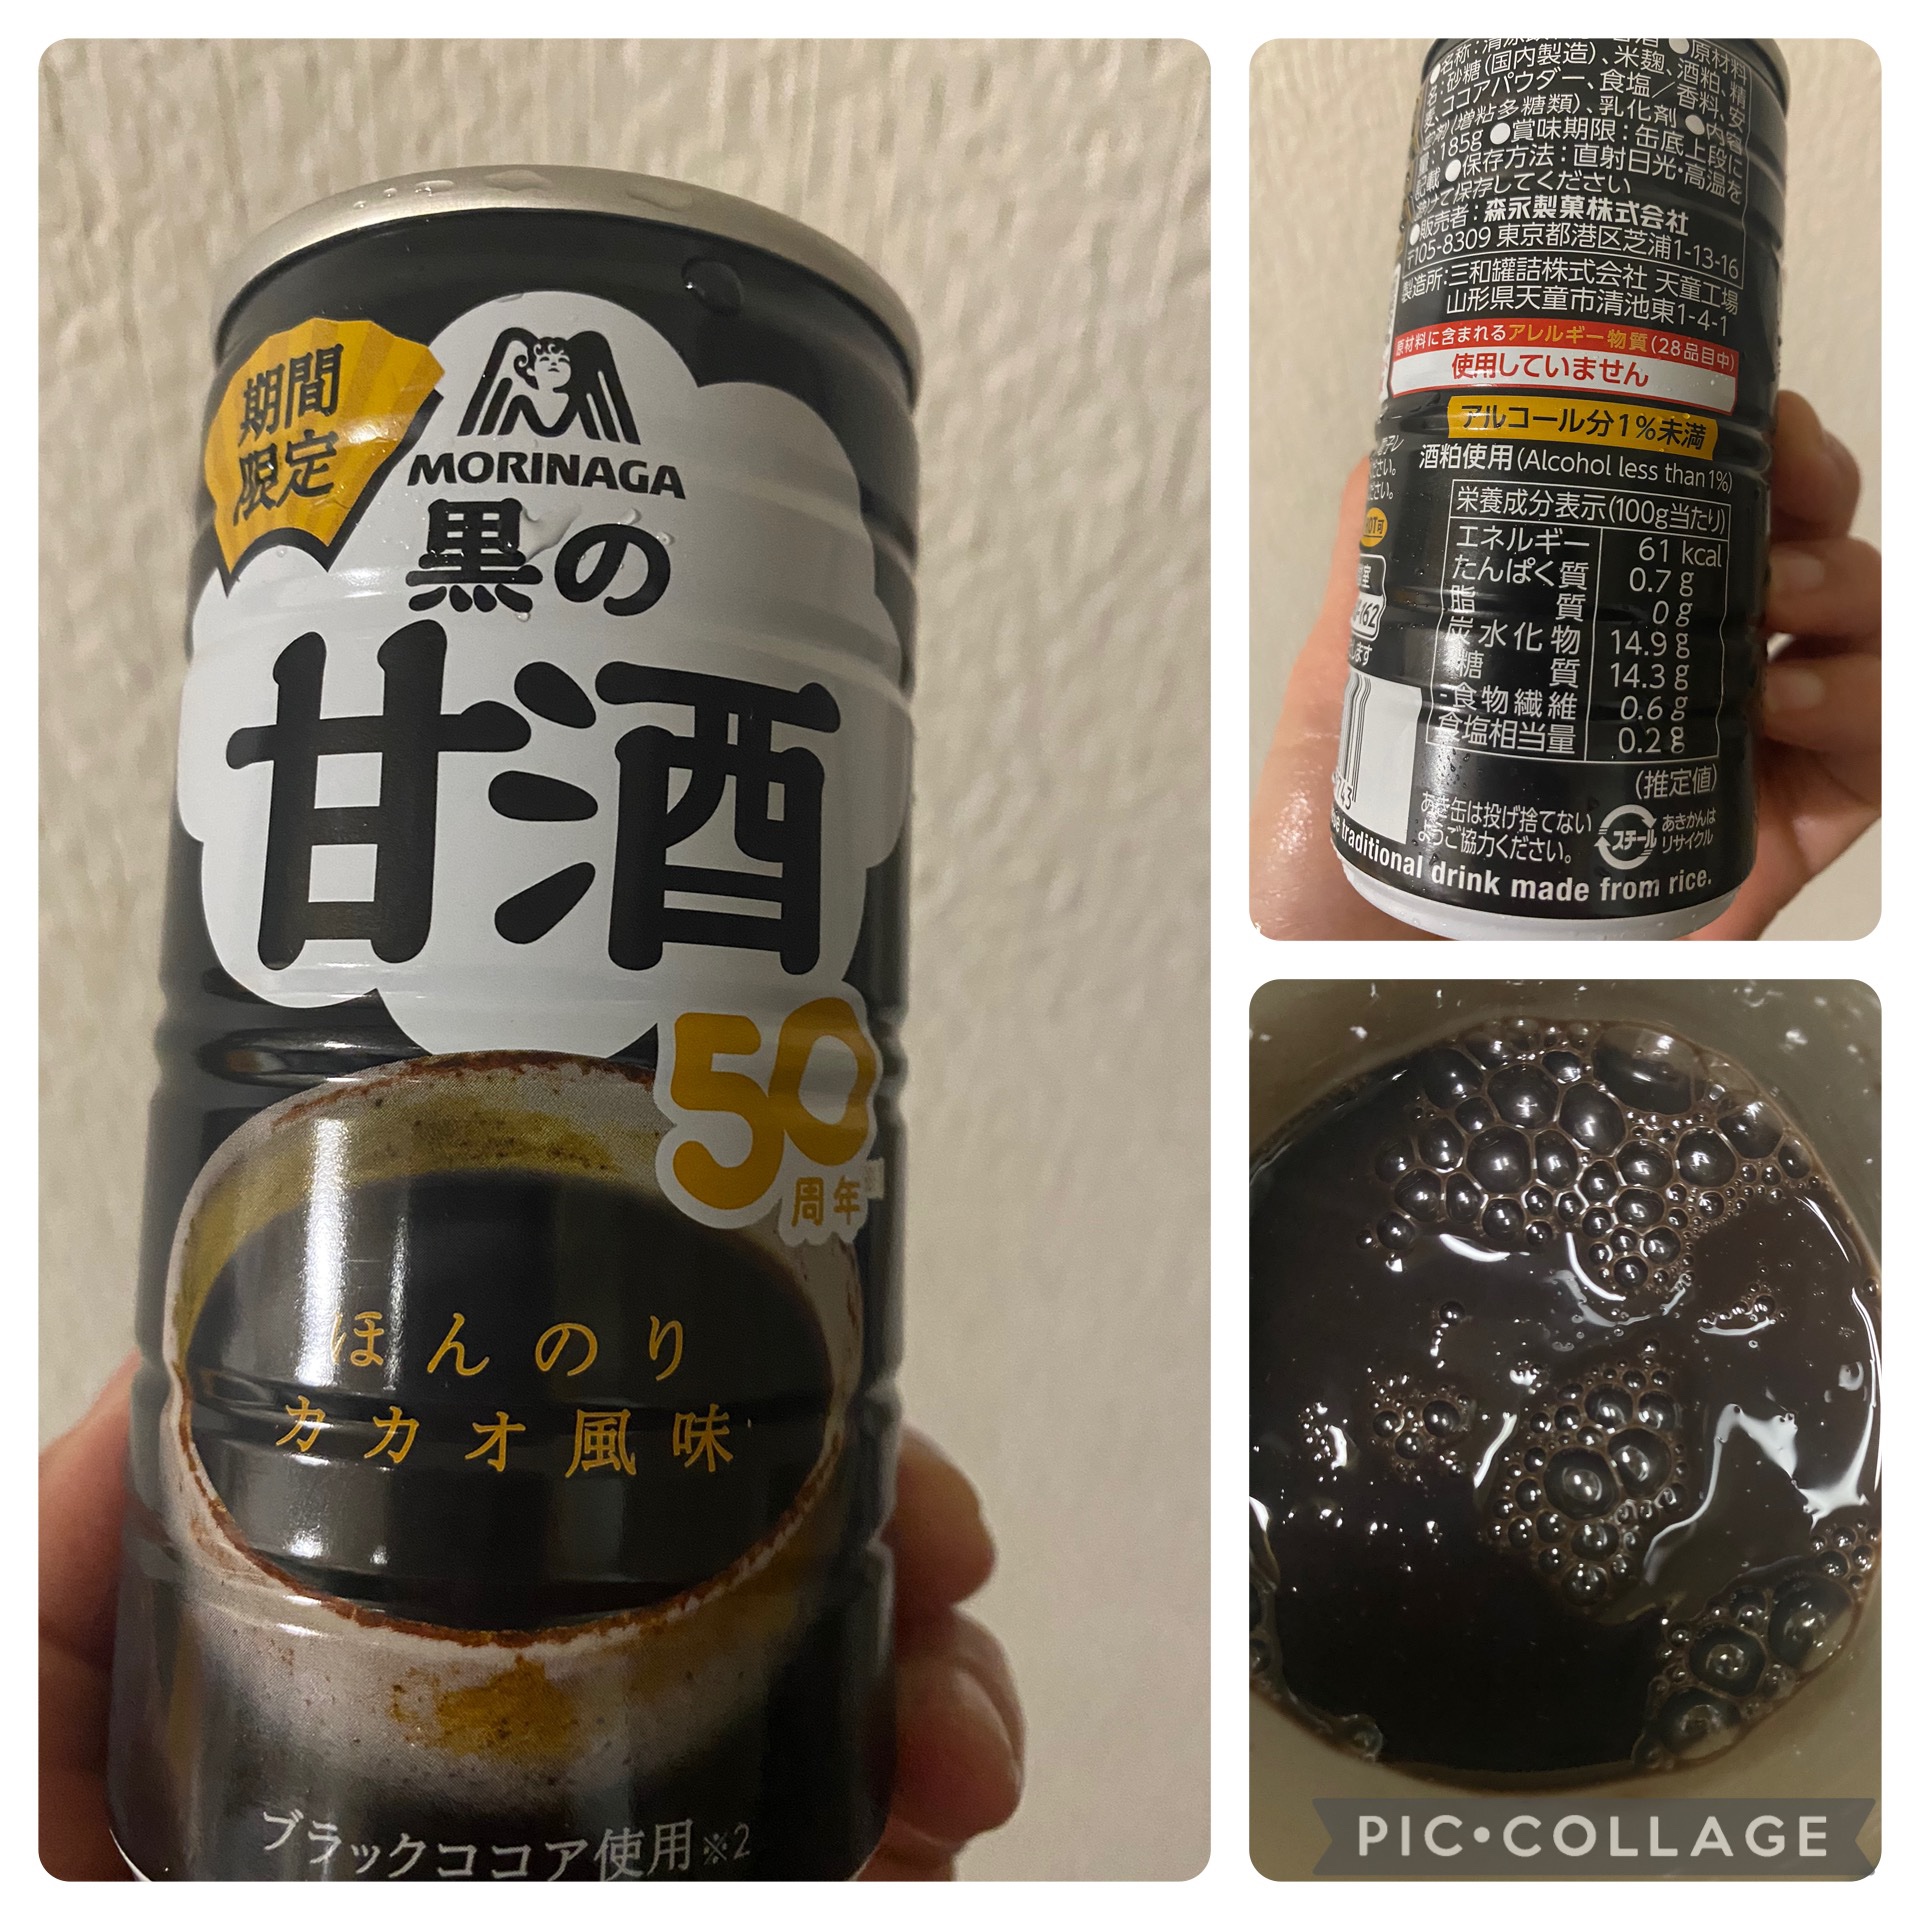 期間
限定
MORINAGA
黒の
甘酒
50
周年
ほんのり
カカオ風味
ブラックココア使用※2
●原材料
名：砂糖(国内製造)、米麹、酒粕、精
麦、ココアパウダー、食塩／香料、安
定剤(増粘多糖類)、乳化剤 ●内容
量：185g ●賞味期限：缶底上段に
記載 ●保存方法：直射日光・高温を
避けて保存してください
●販売者：森永製菓株式会社
〒105-8309 東京都港区芝浦1-13-16
製造所：三和罐詰株式会社 天童工場
山形県天童市清池東1-4-1
原材料に含まれるアレルギー物質(28品目中)
使用していません
アルコール分1%未満
酒粕使用(Alcohol less than1%)
栄養成分表示(100g当たり)
エネルギー 61 kcal
たんぱく質 0.7 g
脂質 0 g
炭水化物 14.9 g
-糖質 14.3 g
-食物繊維 0.6 g
食塩相当量 0.2 g
(推定値)
あき缶は投げ捨てない
ようご協力ください。
スチール
あきかんは
リサイクル
traditional drink made from rice.
PIC•COLLAGE